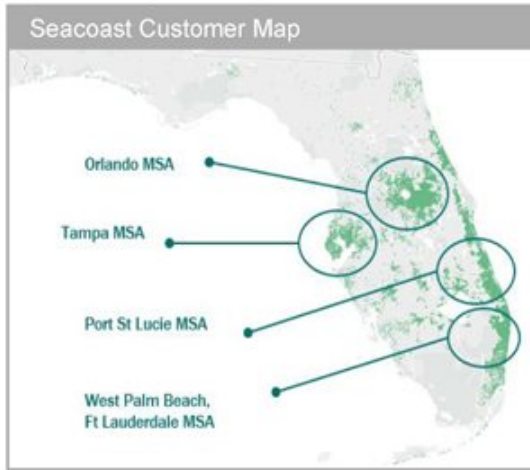 Seacoast Customer Map
Orlando MSA
Tampa MSA
Port St Lucie MSA
West Palm Beach,
Ft Lauderdale MSA